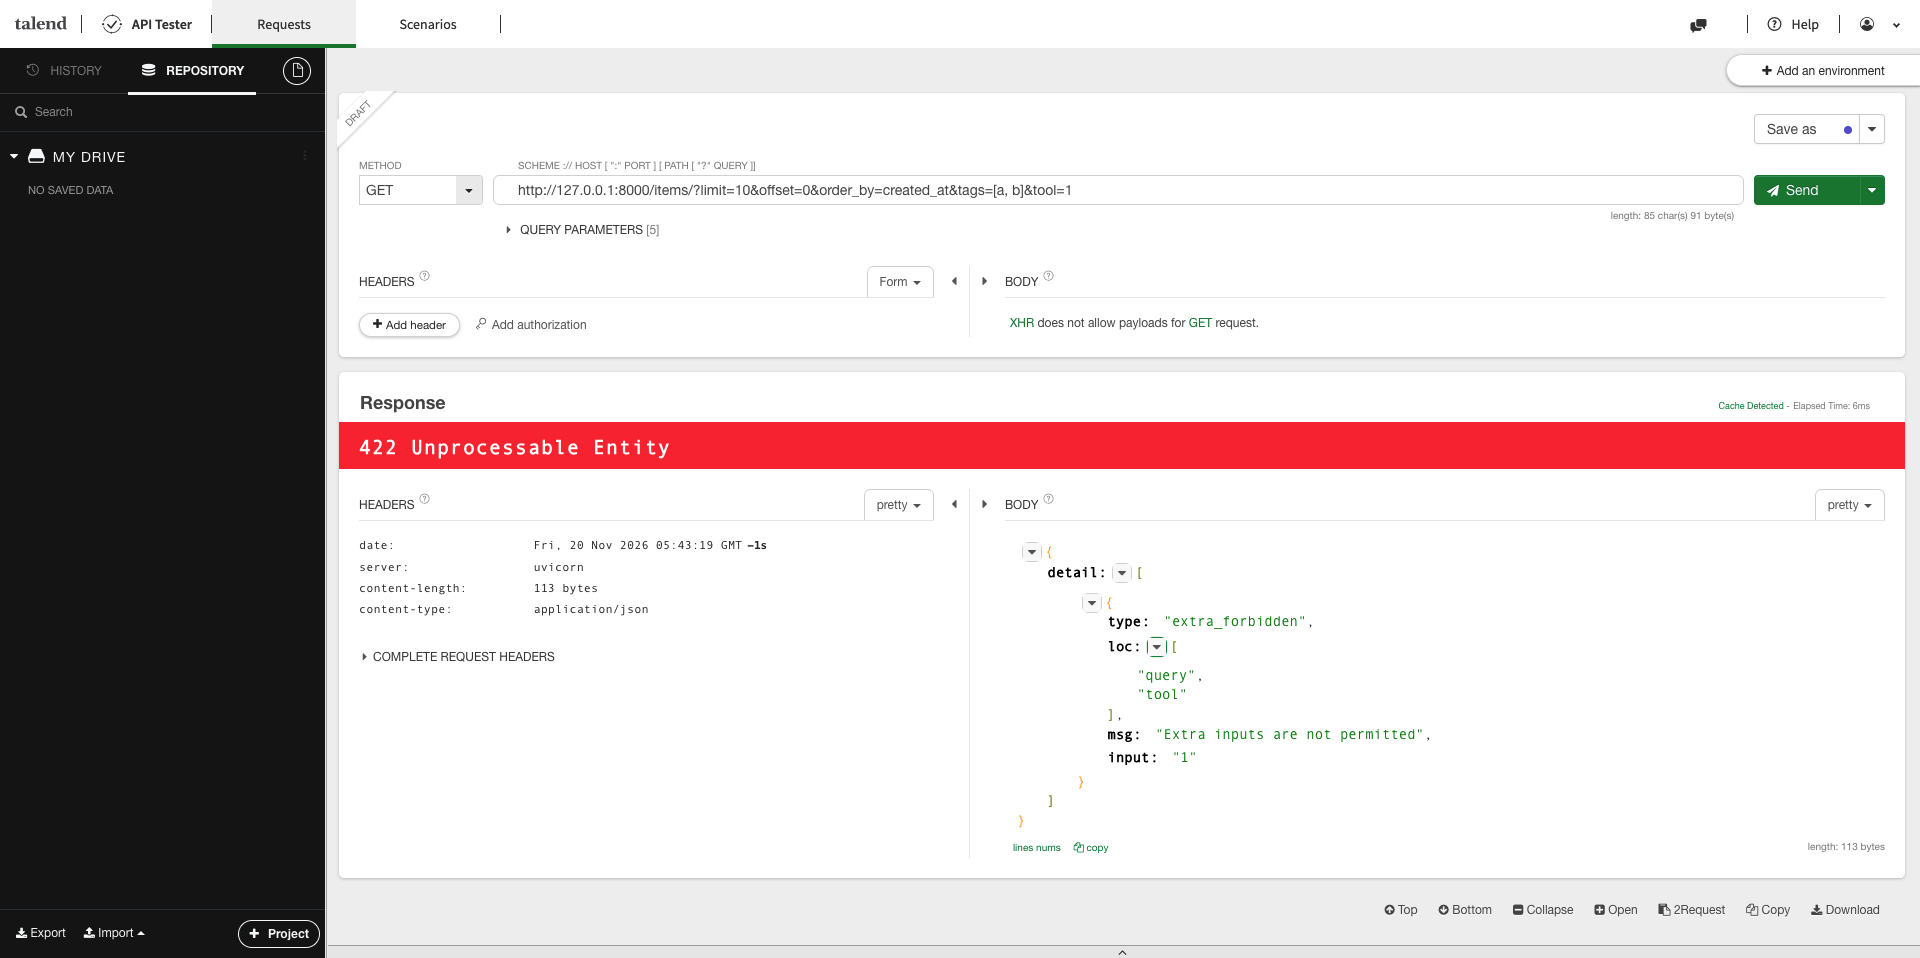 talend
API Tester
Requests
Scenarios
Help
HISTORY
REPOSITORY
Add an environment
Search
DRAFT
Save as
MY DRIVE
METHOD
SCHEME :// HOST [ ":" PORT ] [ PATH [ "?" QUERY ]]
NO SAVED DATA
GET
http://127.0.0.1:8000/items/?limit=10&offset=0&order_by=created_at&tags=[a, b]&tool=1
Send
length: 85 char(s) 91 byte(s)
QUERY PARAMETERS [5]
HEADERS
Form
BODY
Add header
Add authorization
XHR does not allow payloads for GET request.
Response
Cache Detected - Elapsed Time: 6ms
422 Unprocessable Entity
HEADERS
pretty
BODY
pretty
date: Fri, 20 Nov 2026 05:43:19 GMT -1s
server: uvicorn
content-length: 113 bytes
content-type: application/json
COMPLETE REQUEST HEADERS
{
detail: [
{
type: "extra_forbidden",
loc: [
"query",
"tool"
],
msg: "Extra inputs are not permitted",
input: "1"
}
]
}
lines nums
copy
length: 113 bytes
Top
Bottom
Collapse
Open
2Request
Copy
Download
Export
Import
Project